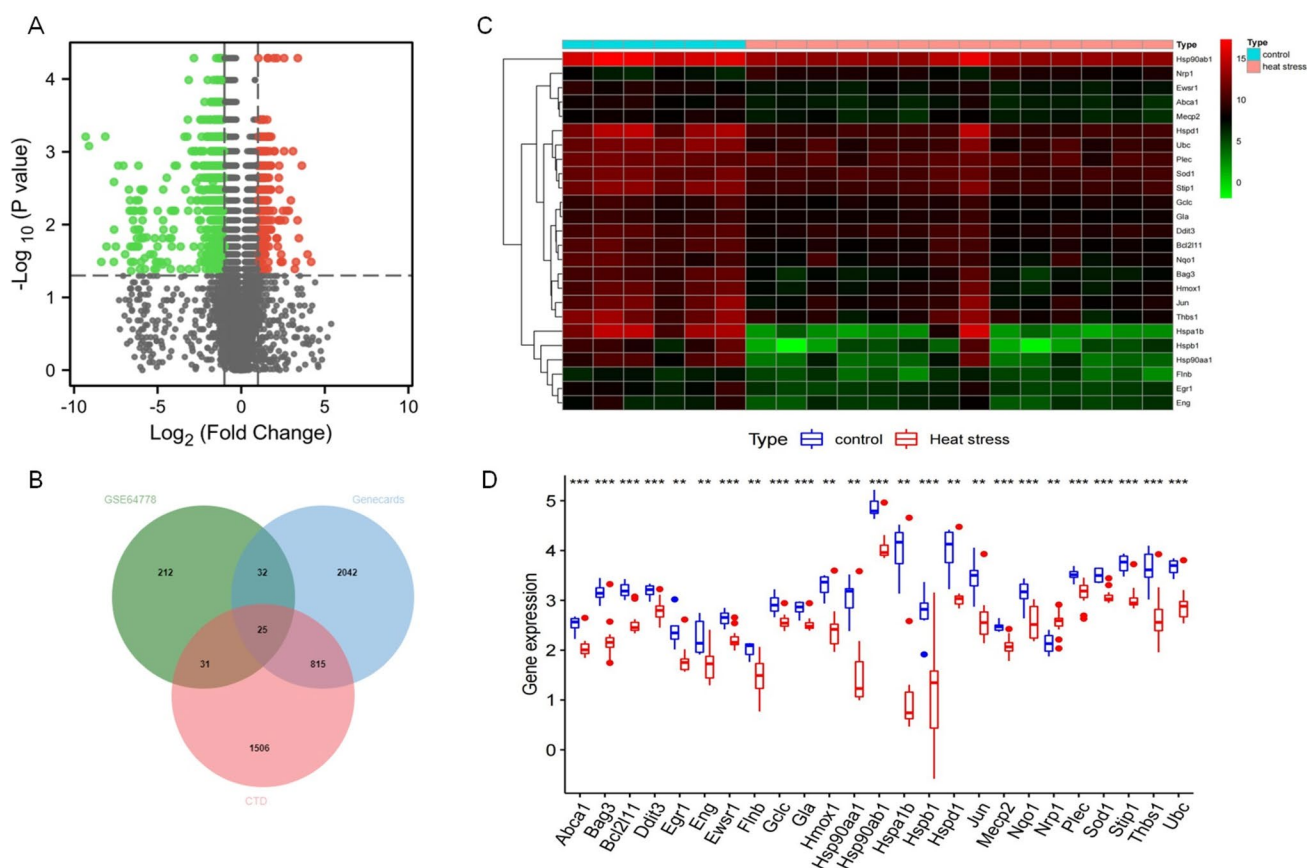 A
-Log 10 (P value)
4
3
2
1
0
-10
-5
0
5
10
Log2 (Fold Change)
B
GSE64778
Genecards
212
32
2042
25
31
815
1506
CTD
C
Type
Hsp90ab1
Nrp1
Ewsr1
Abca1
Mecp2
Hspd1
Ubc
Plec
Sod1
Stip1
Gclc
Gla
Ddit3
Bcl2l11
Nqo1
Bag3
Hmox1
Jun
Thbs1
Hspa1b
Hspb1
Hsp90aa1
Flnb
Egr1
Eng
15
10
5
0
Type
control
heat stress
D
Type control Heat stress
*** *** *** *** ** ** *** ** *** *** ** *** *** ** *** *** ** *** *** ** *** *** *** *** ***
Gene expression
5
4
3
2
1
0
Abca1
Bag3
Bcl2l11
Ddit3
Egr1
Eng
Ewsr1
Flnb
Gclc
Gla
Hmox1
Hsp90aa1
Hsp90ab1
Hspa1b
Hspb1
Hspd1
Jun
Mecp2
Nqo1
Nrp1
Plec
Sod1
Stip1
Thbs1
Ubc